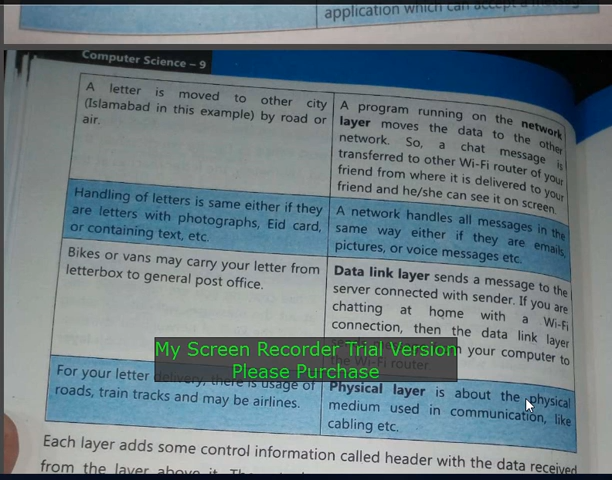 application which can accept a
Computer Science – 9
A letter is moved to other city
(Islamabad in this example) by road or
air.
A program running on the network
layer moves the data to the other
network. So, a chat message is
transferred to other Wi-Fi router of your
friend from where it is delivered to your
friend and he/she can see it on screen.
Handling of letters is same either if they
are letters with photographs, Eid card,
or containing text, etc.
A network handles all messages in the
same way either if they are emails,
pictures, or voice messages etc.
Bikes or vans may carry your letter from
letterbox to general post office.
Data link layer sends a message to the
server connected with sender. If you are
chatting at home with a Wi-Fi
connection, then the data link layer
your computer to
the Wi-Fi router
My Screen Recorder Trial Version
Please Purchase
For your letter delivery, there is usage of
roads, train tracks and may be airlines.
Physical layer is about the physical
medium used in communication, like
cabling etc.
Each layer adds some control information called header with the data received
from the layer above it.